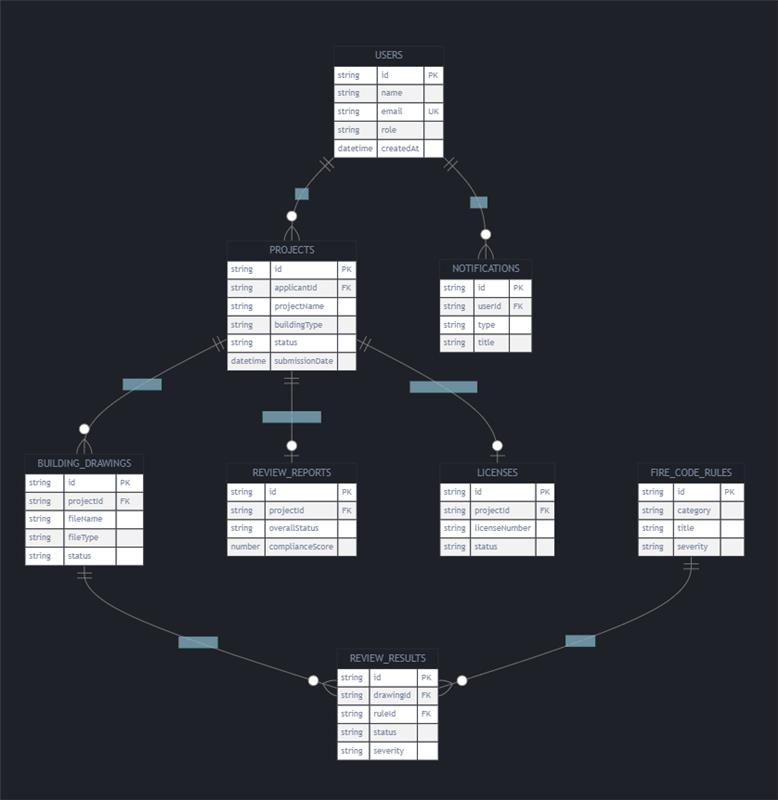 USERS
string id PK
string name
string email UK
string role
datetime createdAt
PROJECTS
string id PK
string applicantId FK
string projectName
string buildingType
string status
datetime submissionDate
NOTIFICATIONS
string id PK
string userId FK
string type
string title
BUILDING_DRAWINGS
string id PK
string projectId FK
string fileName
string fileType
string status
REVIEW_REPORTS
string id PK
string projectId FK
string overallStatus
number complianceScore
LICENSES
string id PK
string projectId FK
string licenseNumber
string status
FIRE_CODE_RULES
string id PK
string category
string title
string severity
REVIEW_RESULTS
string id PK
string drawingId FK
string ruleId FK
string status
string severity